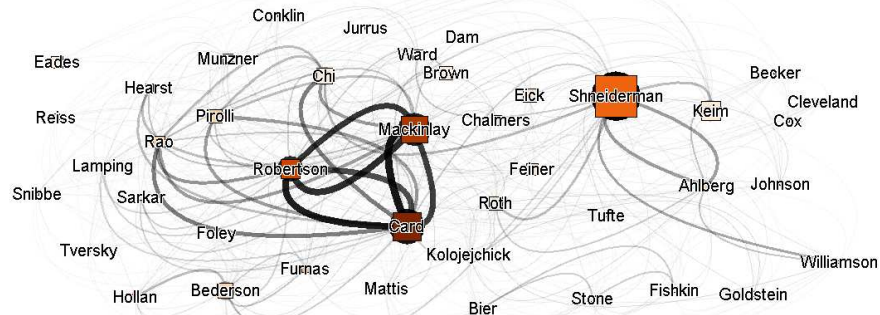 Conklin
Jurrus
Dam
Ward
Eades
Munzner
Chi
Brown
Becker
Hearst
Eick
Shneiderman
Cleveland
Reiss
Pirolli
Chalmers
Keim
Cox
Mackinlay
Rao
Lamping
Robertson
Feiner
Snibbe
Sarkar
Roth
Ahlberg
Johnson
Foley
Card
Tufte
Tversky
Kolojejchick
Williamson
Furnas
Hollan
Bederson
Mattis
Bier
Stone
Fishkin
Goldstein